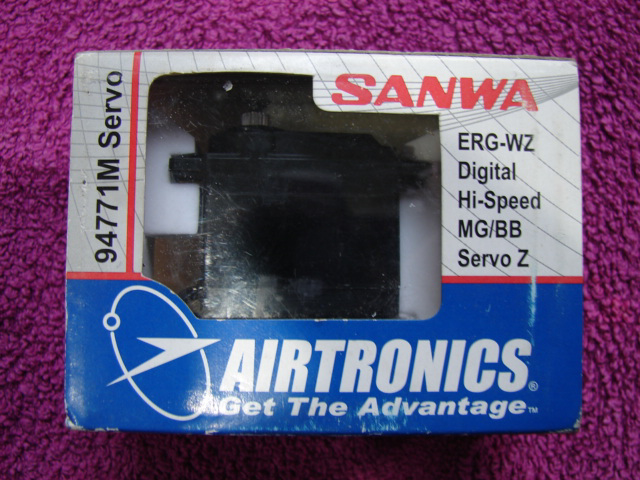 94771M Servo
SANWA
ERG-WZ
Digital
Hi-Speed
MG/BB
Servo Z
AIRTRONICS®
Get The Advantage™